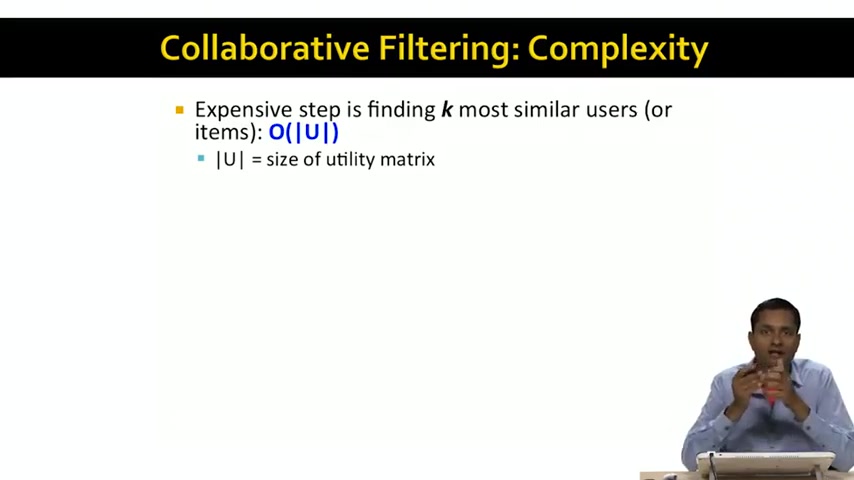 Collaborative Filtering: Complexity
Expensive step is finding k most similar users (or
items): O(|U|)
|U| = size of utility matrix